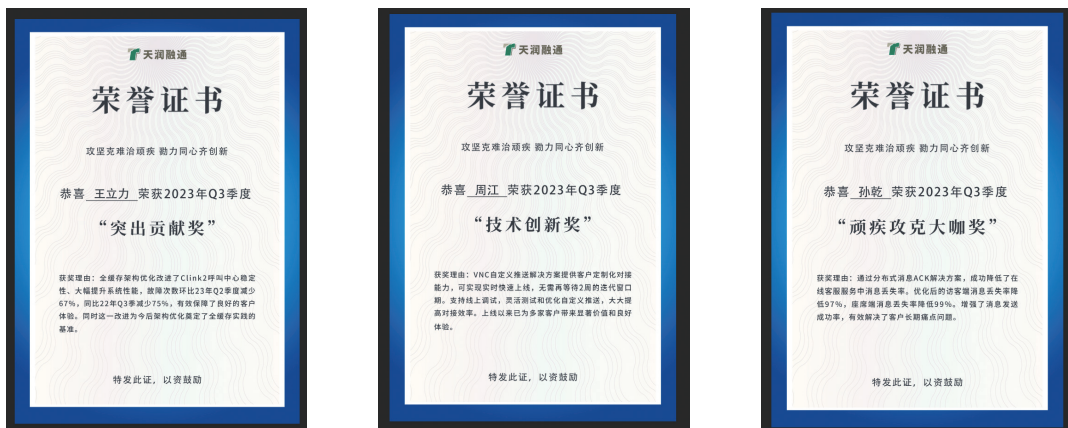 天润融通
荣誉证书
攻坚克难治顽疾 勠力同心齐创新
恭喜 王立力 荣获2023年Q3季度
“突出贡献奖”
获奖理由：全缓存架构优化改进了Clink2呼叫中心稳定
性、大幅提升系统性能，故障次数环比23年Q2季度减少
67%，同比22年Q3季减少75%，有效保障了良好的客户
体验。同时这一改进为今后架构优化奠定了全缓存实践的
基准。
特发此证，以资鼓励
天润融通
荣誉证书
攻坚克难治顽疾 勠力同心齐创新
恭喜 周江 荣获2023年Q3季度
“技术创新奖”
获奖理由：VNC自定义推送解决方案提供客户定制化对接
能力，可实现实时快速上线，无需再等待2周的迭代窗口
期。支持线上调试，灵活测试和优化自定义推送，大大提
高对接效率。上线以来已为多家客户带来显著价值和良好
体验。
特发此证，以资鼓励
天润融通
荣誉证书
攻坚克难治顽疾 勠力同心齐创新
恭喜 孙乾 荣获2023年Q3季度
“顽疾攻克大咖奖”
获奖理由：通过分布式消息ACK解决方案，成功降低了在
线客服服务中消息丢失率。优化后的访客端消息丢失率降
低97%，座席端消息丢失率降低99%。增强了消息发送
成功率，有效解决了客户长期痛点问题。
特发此证，以资鼓励